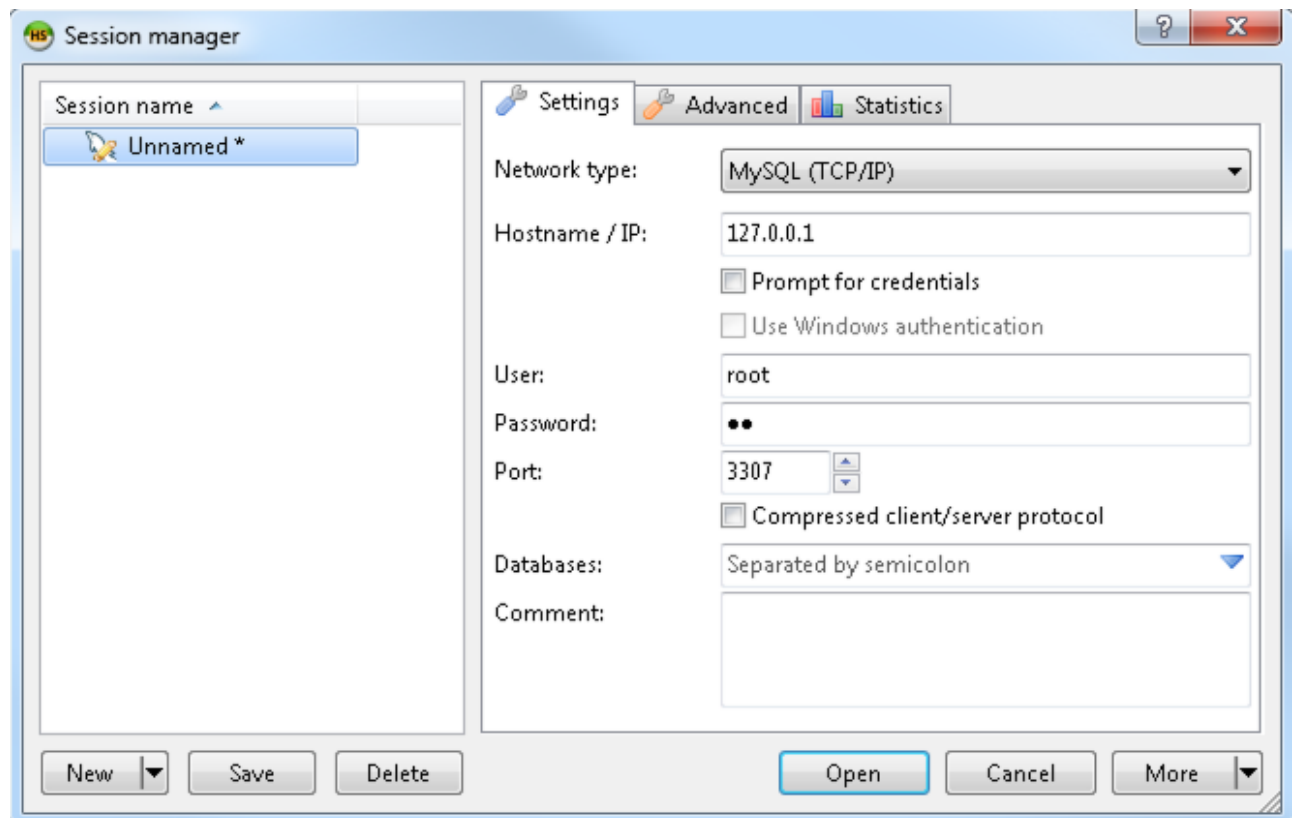 HS Session manager
Session name
Unnamed *
Settings Advanced Statistics
Network type: MySQL (TCP/IP)
Hostname / IP: 127.0.0.1
Prompt for credentials
Use Windows authentication
User: root
Password: ●●
Port: 3307
Compressed client/server protocol
Databases: Separated by semicolon
Comment:
New Save Delete Open Cancel More